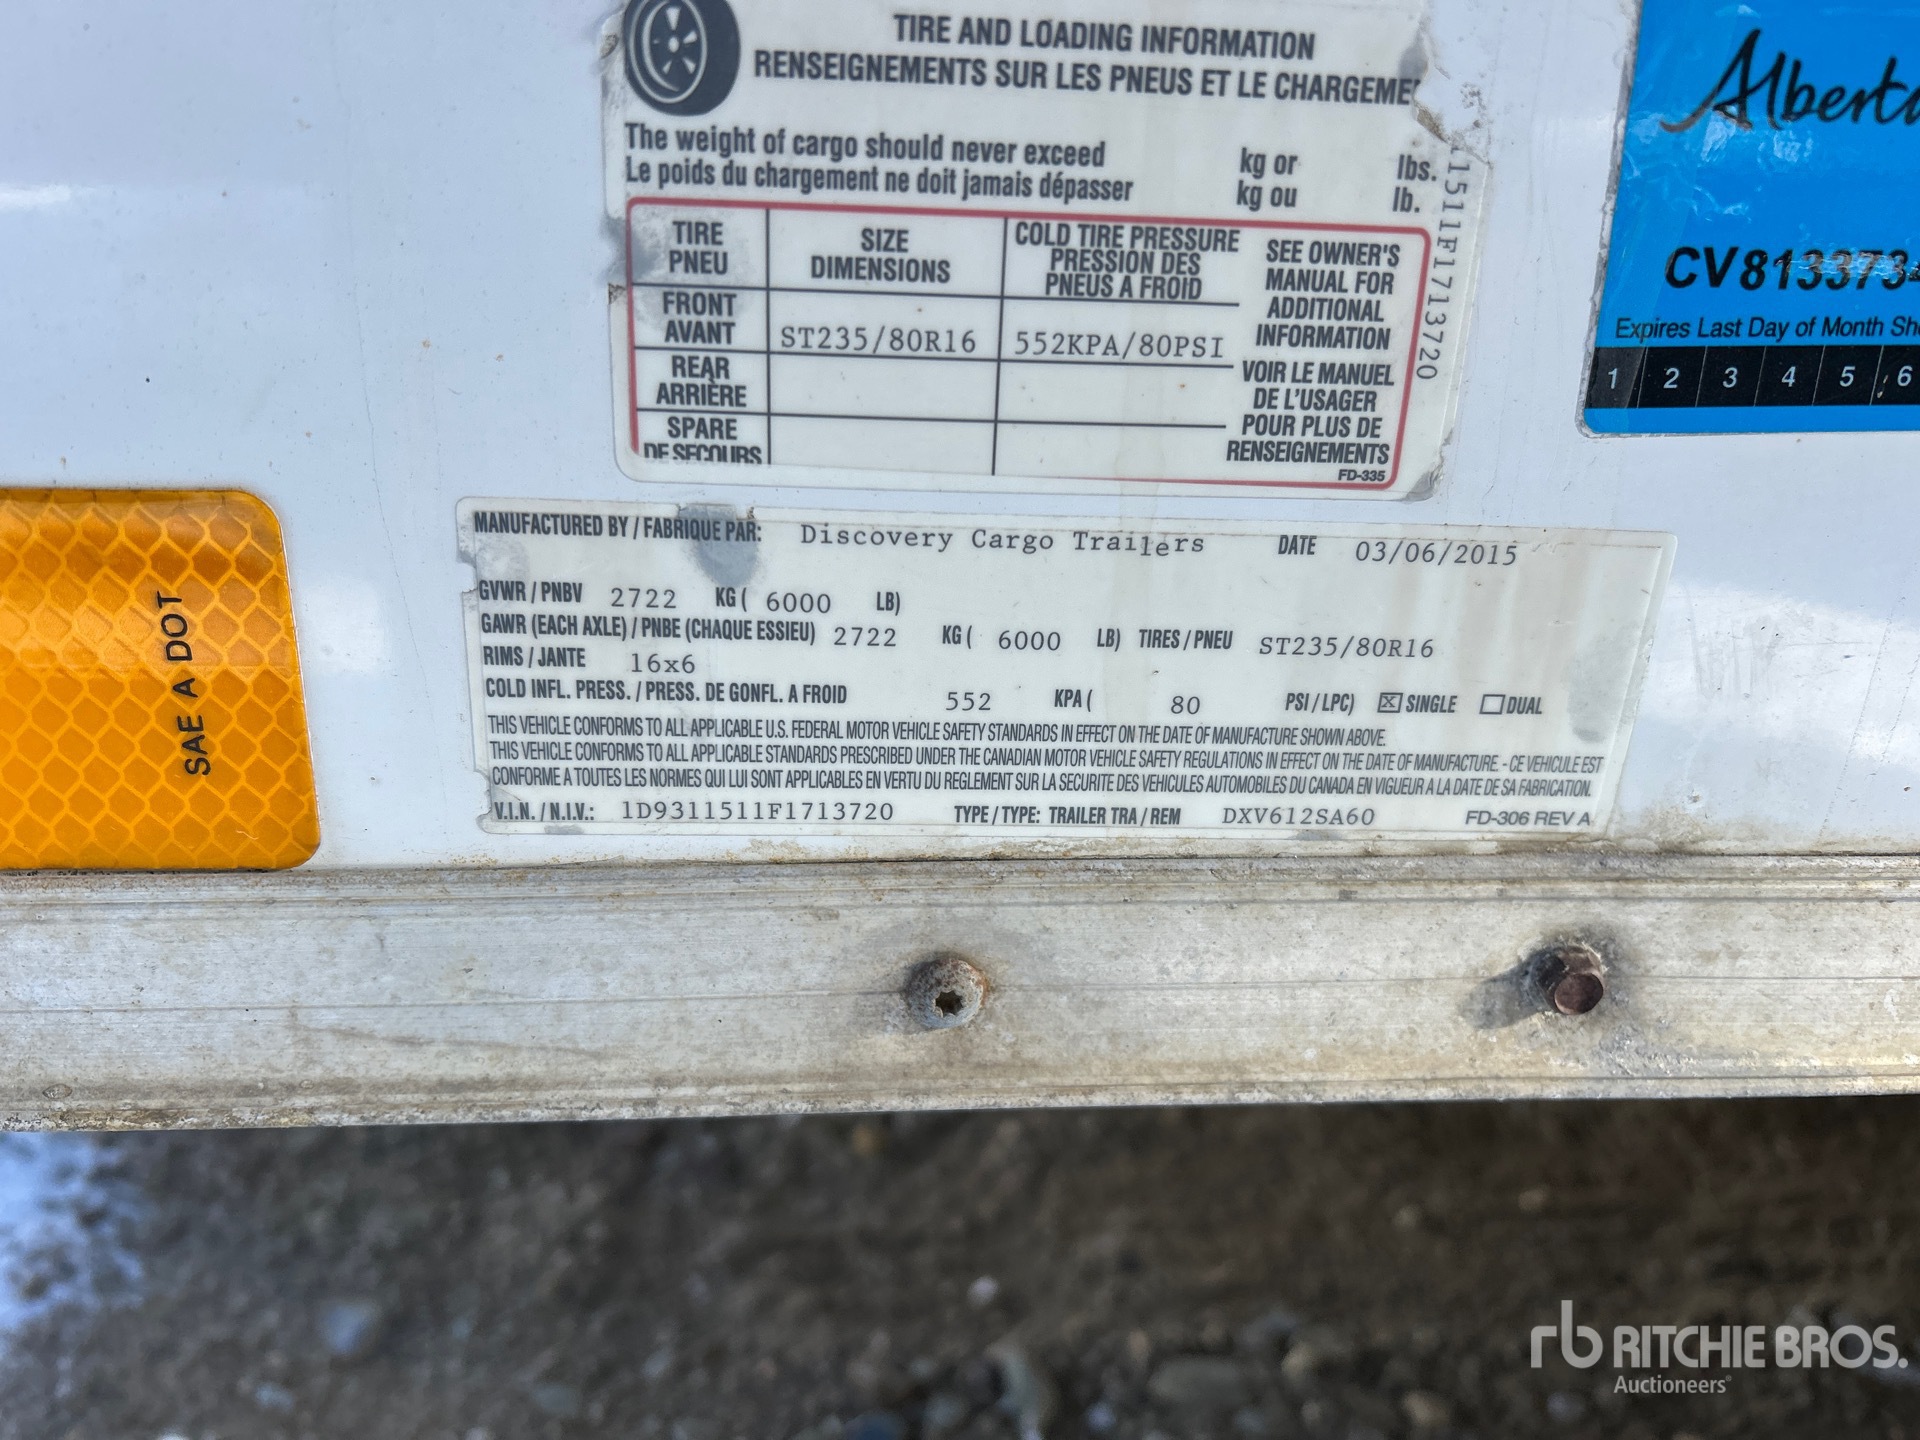 TIRE AND LOADING INFORMATION
RENSEIGNEMENTS SUR LES PNEUS ET LE CHARGEME
The weight of cargo should never exceed kg or lbs.
Le poids du chargement ne doit jamais dépasser kg ou lb.
TIRE
PNEU
SIZE
DIMENSIONS
COLD TIRE PRESSURE
PRESSION DES
PNEUS A FROID
FRONT
AVANT
ST235/80R16
552KPA/80PSI
REAR
ARRIÈRE
SPARE
DE SECOURS
SEE OWNER'S
MANUAL FOR
ADDITIONAL
INFORMATION
VOIR LE MANUEL
DE L'USAGER
POUR PLUS DE
RENSEIGNEMENTS
FD-335
11511F1713720
Alberta
CV8133734
Expires Last Day of Month Sh
1 2 3 4 5 6
SAE A DOT
MANUFACTURED BY / FABRIQUE PAR: Discovery Cargo Trailers DATE 03/06/2015
GVWR / PNBV 2722 KG ( 6000 LB)
GAWR (EACH AXLE) / PNBE (CHAQUE ESSIEU) 2722 KG ( 6000 LB) TIRES / PNEU ST235/80R16
RIMS / JANTE 16x6
COLD INFL. PRESS. / PRESS. DE GONFL. A FROID 552 KPA ( 80 PSI / LPC) ☒ SINGLE ☐ DUAL
THIS VEHICLE CONFORMS TO ALL APPLICABLE U.S. FEDERAL MOTOR VEHICLE SAFETY STANDARDS IN EFFECT ON THE DATE OF MANUFACTURE SHOWN ABOVE.
THIS VEHICLE CONFORMS TO ALL APPLICABLE STANDARDS PRESCRIBED UNDER THE CANADIAN MOTOR VEHICLE SAFETY REGULATIONS IN EFFECT ON THE DATE OF MANUFACTURE. - CE VEHICULE EST
CONFORME A TOUTES LES NORMES QUI LUI SONT APPLICABLES EN VERTU DU REGLEMENT SUR LA SECURITE DES VEHICULES AUTOMOBILES DU CANADA EN VIGUEUR A LA DATE DE SA FABRICATION.
V.I.N. / N.I.V.: 1D9311511F1713720 TYPE / TYPE: TRAILER TRA / REM DXV612SA60 FD-306 REV A
rb RITCHIE BROS.
Auctioneers